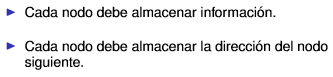 Cada nodo debe almacenar información.
Cada nodo debe almacenar la dirección del nodo
siguiente.